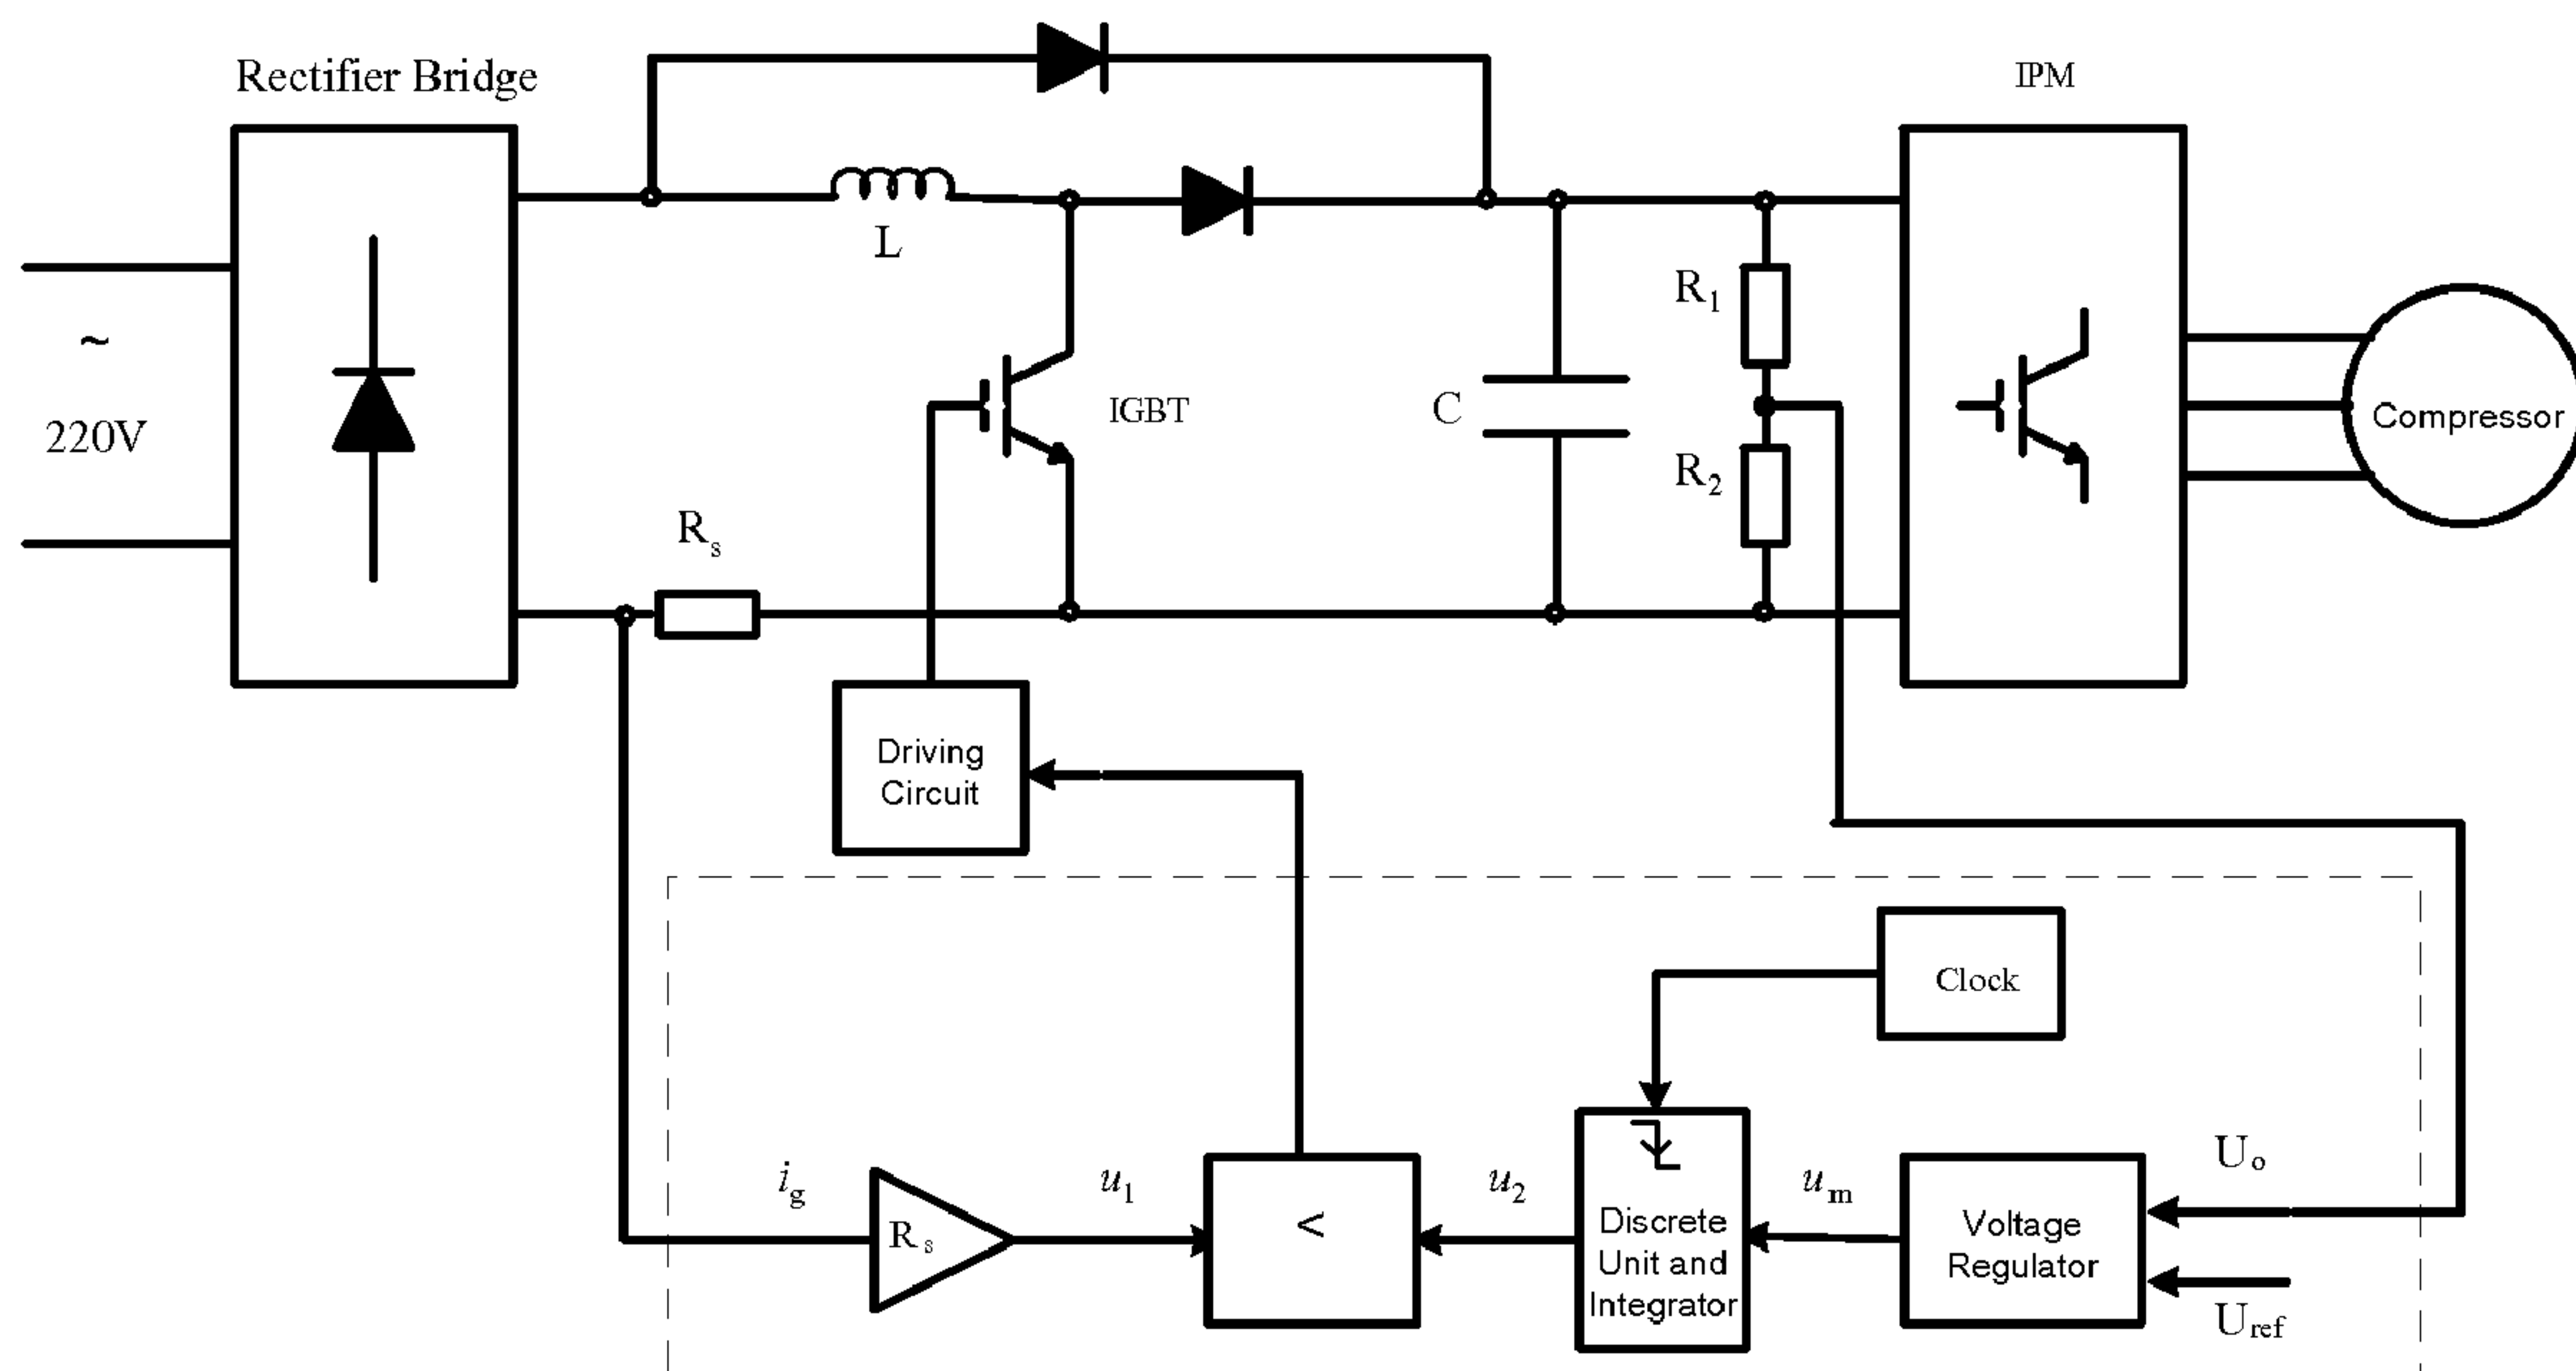 Rectifier Bridge
IPM
L
~
220V
IGBT
C
R1
R2
Compressor
Rs
Driving
Circuit
Clock
ig
Rs
u1
<
u2
Discrete
Unit and
Integrator
um
Voltage
Regulator
Uo
Uref